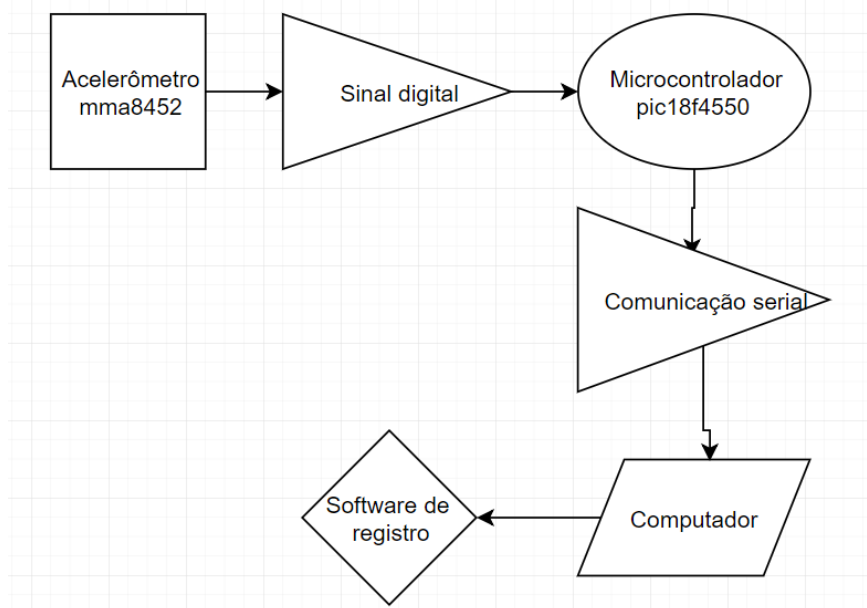 Acelerômetro
mma8452
Sinal digital
Microcontrolador
pic18f4550
Comunicação serial
Computador
Software de
registro